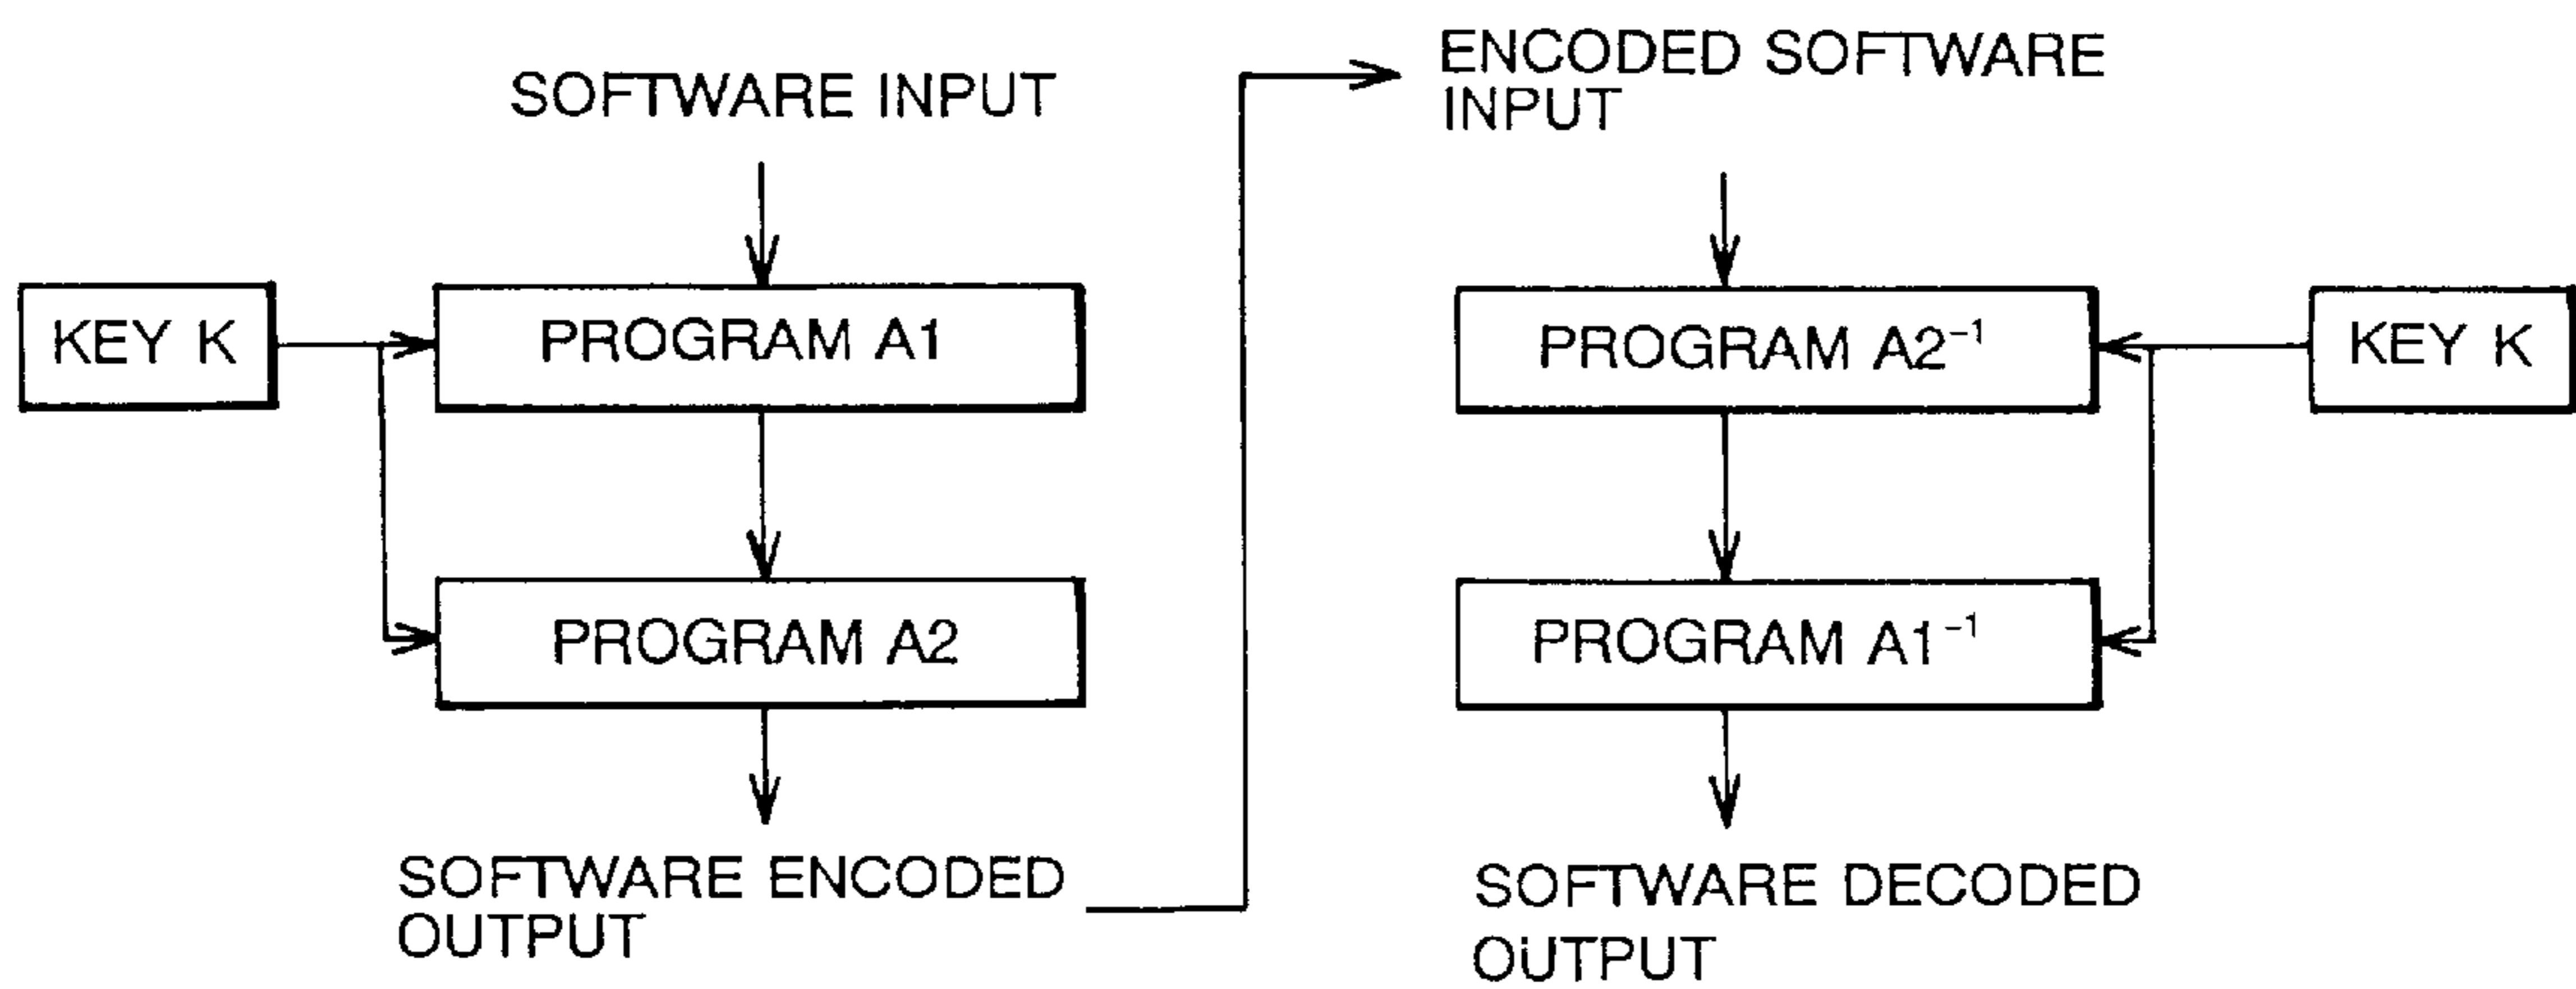 SOFTWARE INPUT
KEY K
PROGRAM A1
PROGRAM A2
SOFTWARE ENCODED
OUTPUT
ENCODED SOFTWARE
INPUT
PROGRAM A2⁻¹
KEY K
PROGRAM A1⁻¹
SOFTWARE DECODED
OUTPUT